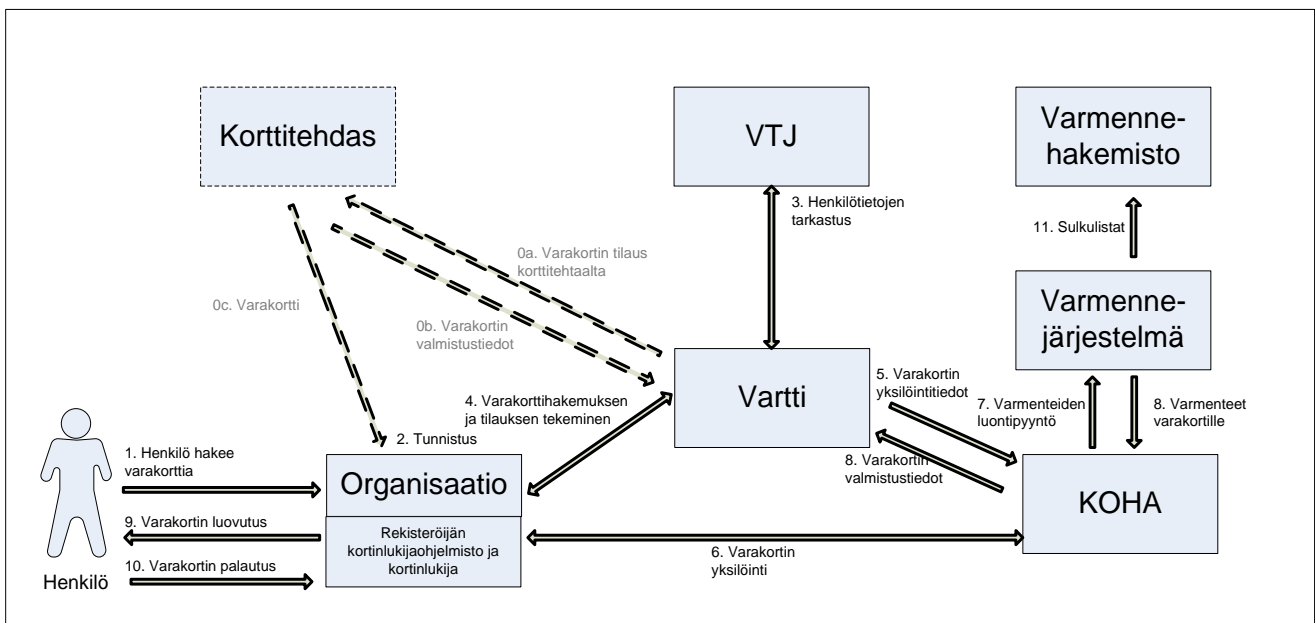 Korttitehdas
VTJ
Varmenne-
hakemisto
3. Henkilötietojen
tarkastus
11. Sulkulistat
0a. Varakortin tilaus
korttitehtaalta
0c. Varakortti
0b. Varakortin
valmistustiedot
Varmenne-
järjestelmä
Vartti
5. Varakortin
yksilöintitiedot
7. Varmenteiden
luontipyyntö
8. Varmenteet
varakortille
4. Varakorttihakemuksen
ja tilauksen tekeminen
2. Tunnistus
1. Henkilö hakee
varakorttia
8. Varakortin
valmistustiedot
Organisaatio
KOHA
9. Varakortin luovutus
Rekisteröijän
kortinlukijaohjelmisto ja
kortinlukija
6. Varakortin
yksilöinti
10. Varakortin palautus
Henkilö